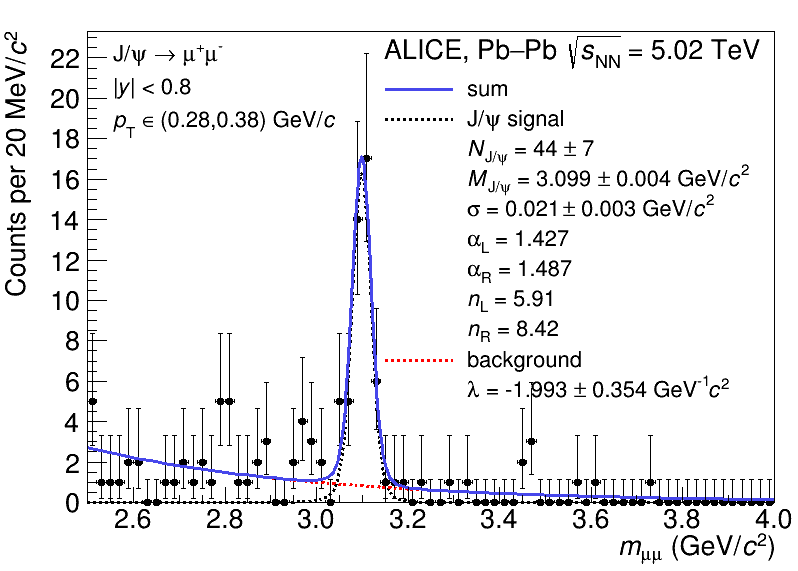 ALICE, Pb–Pb √sNN = 5.02 TeV
J/ψ → μ+μ-
|y| < 0.8
pT ∈ (0.28,0.38) GeV/c
sum
J/ψ signal
NJ/ψ = 44 ± 7
MJ/ψ = 3.099 ± 0.004 GeV/c2
σ = 0.021 ± 0.003 GeV/c2
αL = 1.427
αR = 1.487
nL = 5.91
nR = 8.42
background
λ = -1.993 ± 0.354 GeV-1c2
Counts per 20 MeV/c2
22
20
18
16
14
12
10
8
6
4
2
0
2.6 2.8 3.0 3.2 3.4 3.6 3.8 4.0
mμμ (GeV/c2)